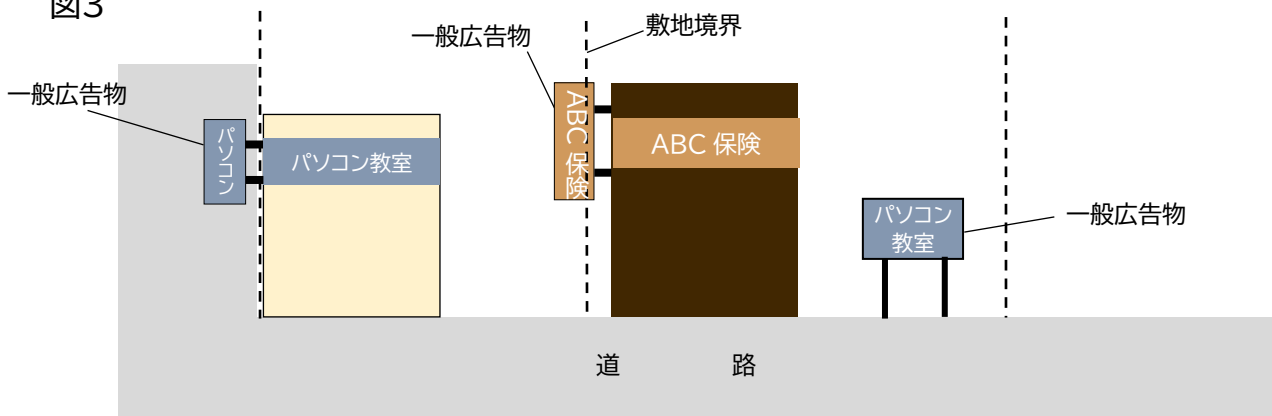 図3
一般広告物
敷地境界
一般広告物
パソコン
パソコン教室
ABC 保険
ABC 保険
パソコン
教室
一般広告物
道 路